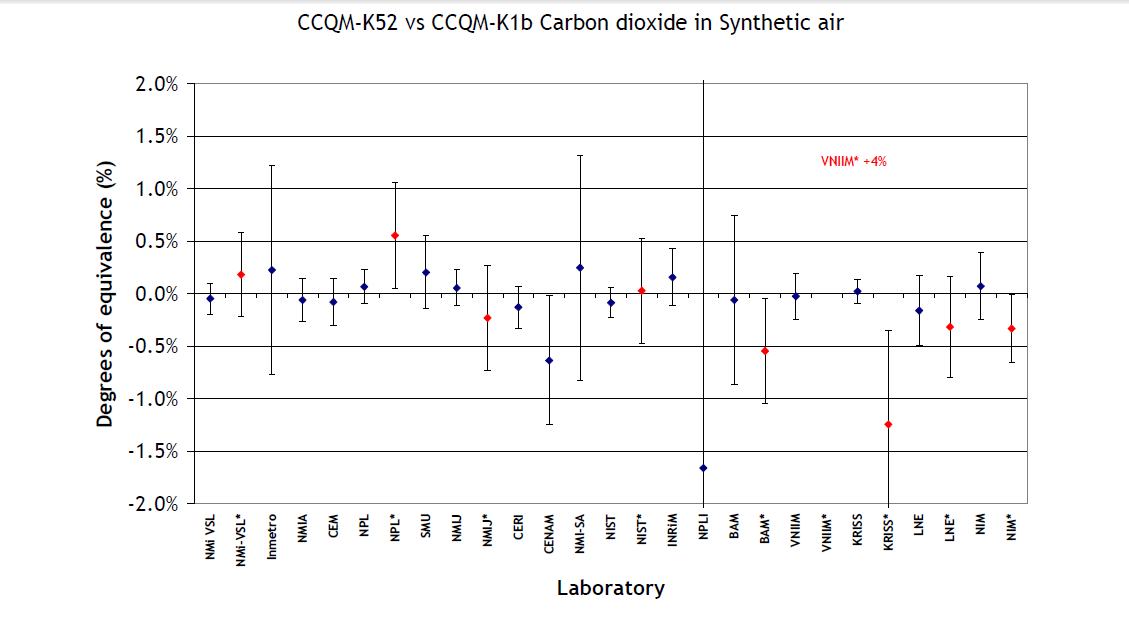 CCQM-K52 vs CCQM-K1b Carbon dioxide in Synthetic air
Degrees of equivalence (%)
2.0%
1.5%
1.0%
0.5%
0.0%
-0.5%
-1.0%
-1.5%
-2.0%
VNIIM* +4%
NMi VSL
NMi-VSL*
Inmetro
NMIA
CEM
NPL
NPL*
SMU
NMIJ
NMIJ*
CERI
CENAM
NMI-SA
NIST
NIST*
INRiM
NPLI
BAM
BAM*
VNIIM
VNIIM*
KRISS
KRISS*
LNE
LNE*
NIM
NIM*
Laboratory